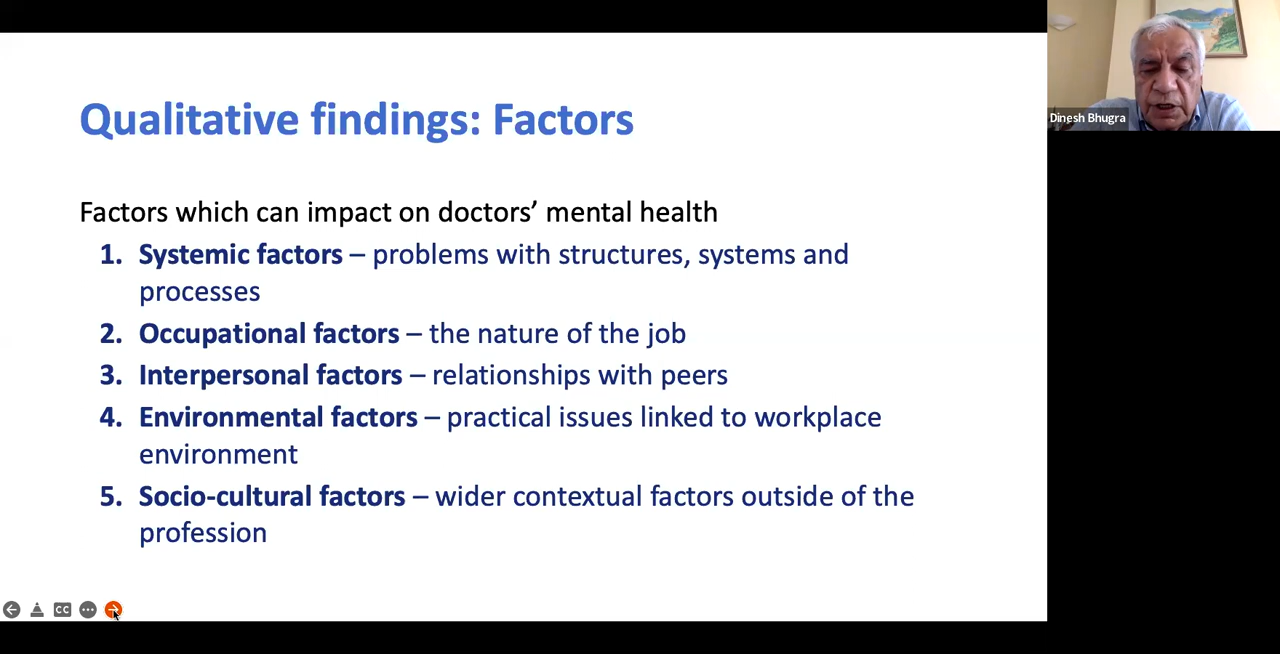 Qualitative findings: Factors
Factors which can impact on doctors’ mental health
1. Systemic factors – problems with structures, systems and
processes
2. Occupational factors – the nature of the job
3. Interpersonal factors – relationships with peers
4. Environmental factors – practical issues linked to workplace
environment
5. Socio-cultural factors – wider contextual factors outside of the
profession
Dinesh Bhugra
CC